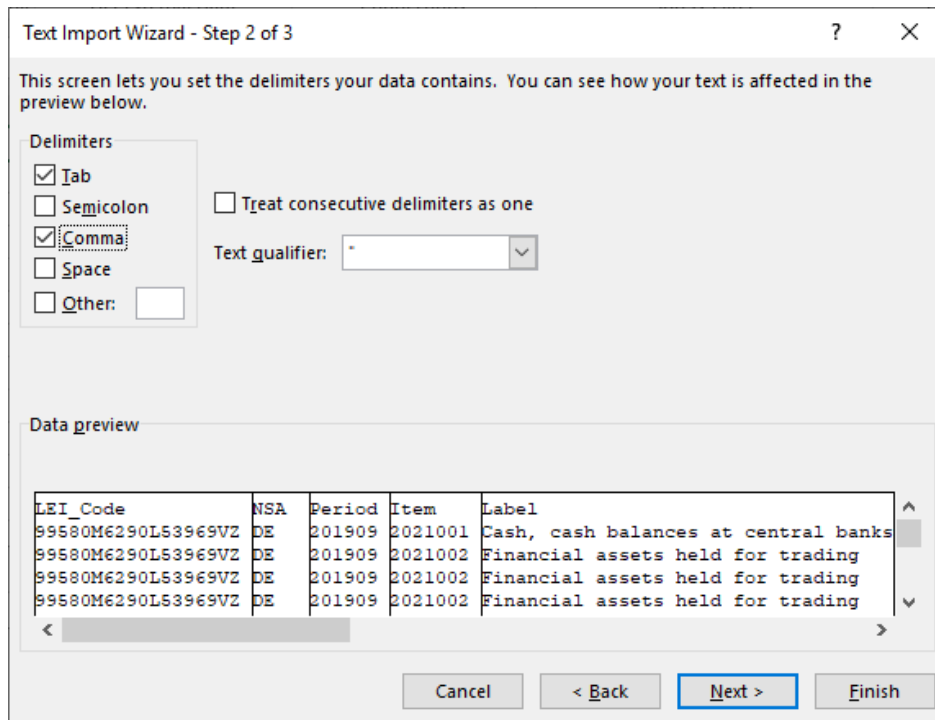 Text Import Wizard - Step 2 of 3 ?
This screen lets you set the delimiters your data contains. You can see how your text is affected in the
preview below.
Delimiters
Tab
Semicolon
Comma
Space
Other:
Treat consecutive delimiters as one
Text qualifier: "
Data preview
LEI_Code NSA Period Item Label
99580M6290L53969VZ DE 201909 2021001 Cash, cash balances at central banks
99580M6290L53969VZ DE 201909 2021002 Financial assets held for trading
99580M6290L53969VZ DE 201909 2021002 Financial assets held for trading
99580M6290L53969VZ DE 201909 2021002 Financial assets held for trading
Cancel < Back Next > Finish